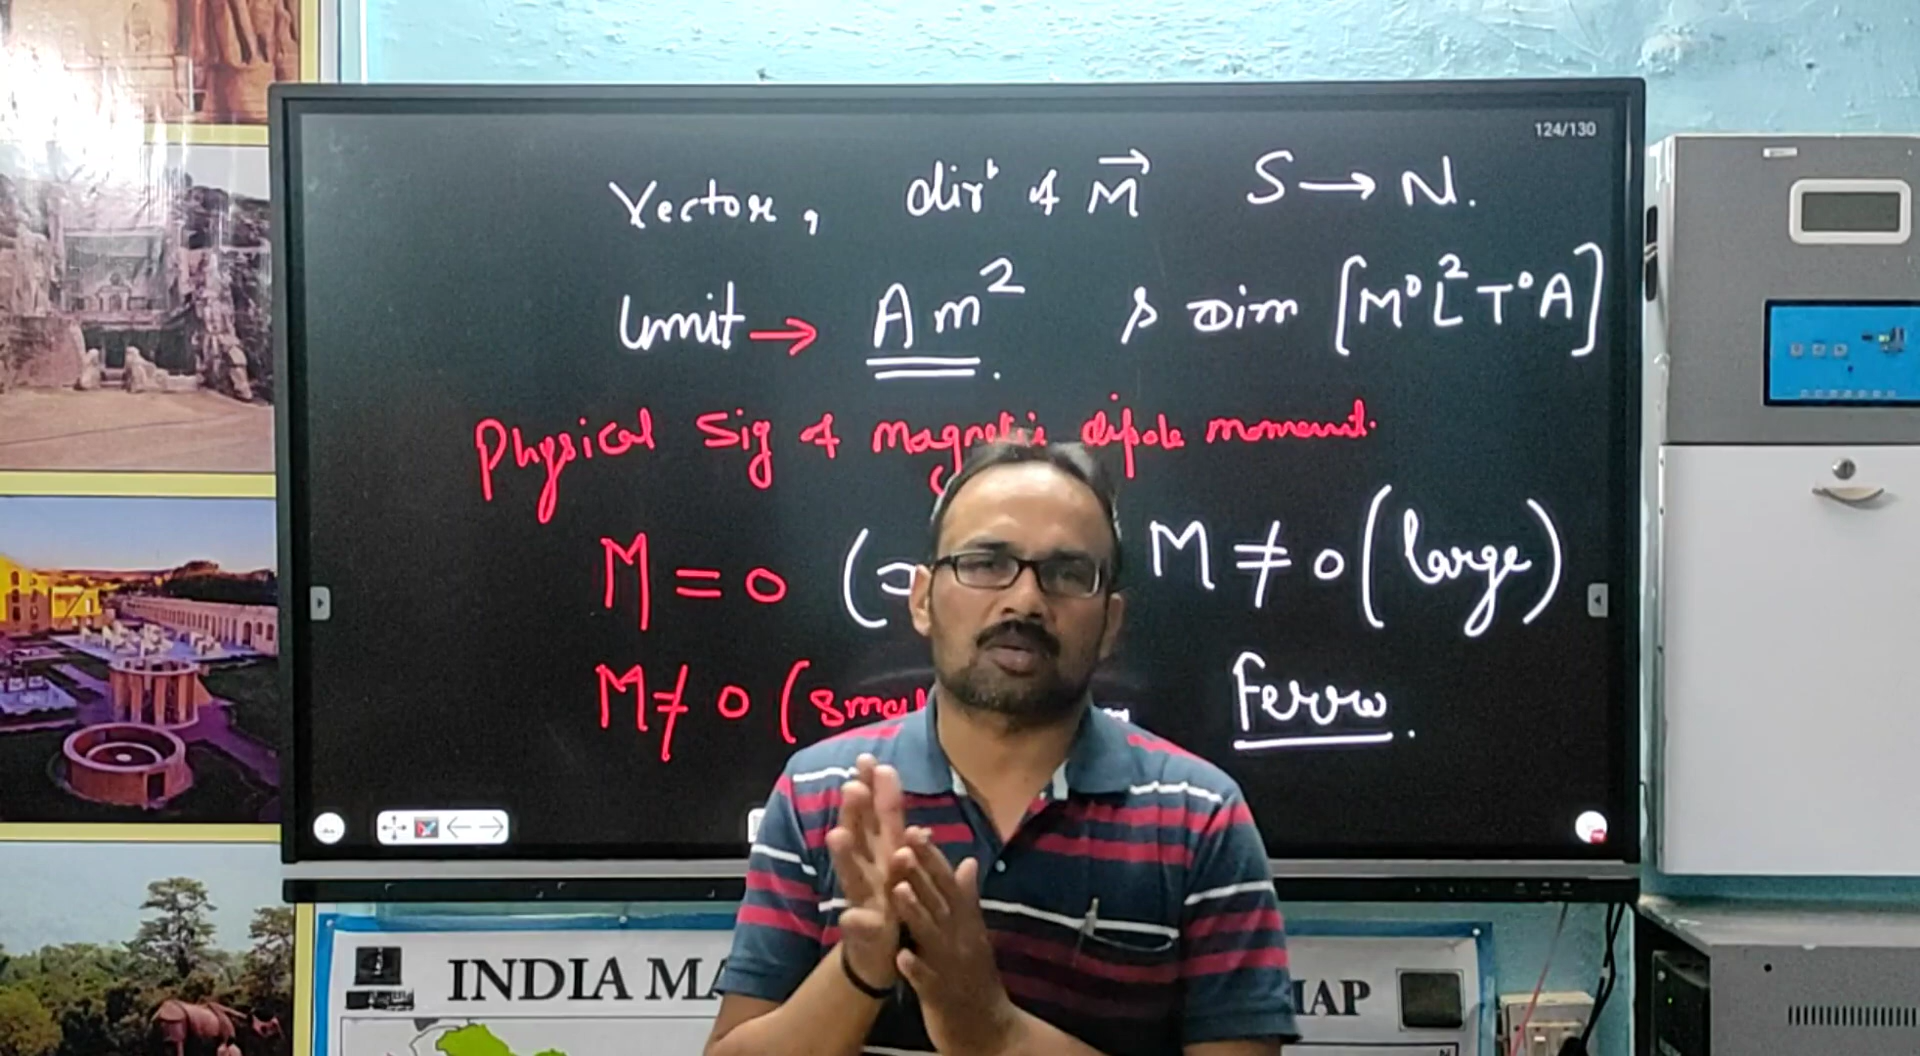 124/130
Vector, dirⁿ of M⃗ S → N.
Unit → Am² , Dim [M⁰L²T⁰A]
Physical Sig of magnetic dipole moment.
M = 0 ( M ≠ 0 (large)
M ≠ 0 (small Ferro.
INDIA MA
MAP